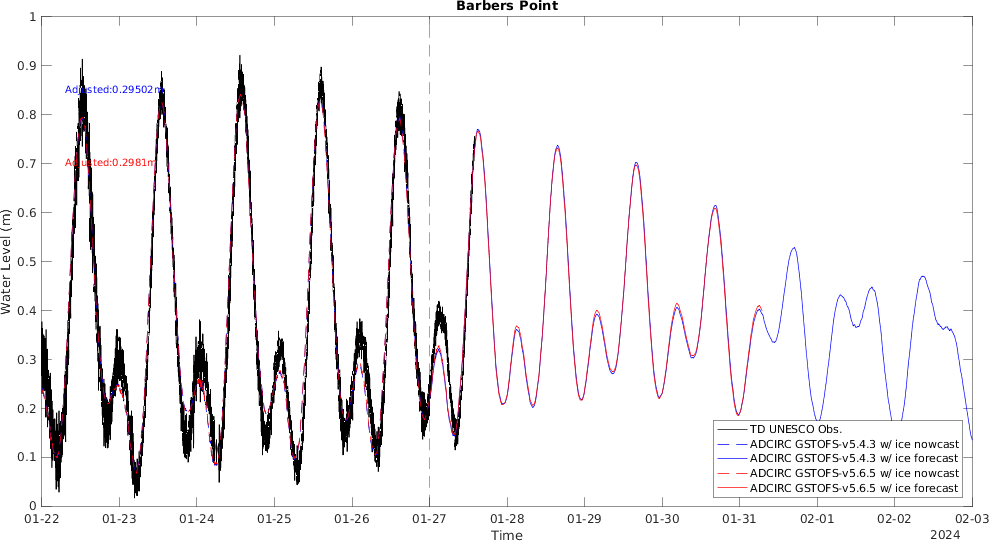 Barbers Point
Water Level (m)
1
0.9
0.8
0.7
0.6
0.5
0.4
0.3
0.2
0.1
0
Adjusted:0.29502m
Adjusted:0.2981m
TD UNESCO Obs.
ADCIRC GSTOFS-v5.4.3 w/ ice nowcast
ADCIRC GSTOFS-v5.4.3 w/ ice forecast
ADCIRC GSTOFS-v5.6.5 w/ ice nowcast
ADCIRC GSTOFS-v5.6.5 w/ ice forecast
01-22 01-23 01-24 01-25 01-26 01-27 01-28 01-29 01-30 01-31 02-01 02-02 02-03
Time
2024